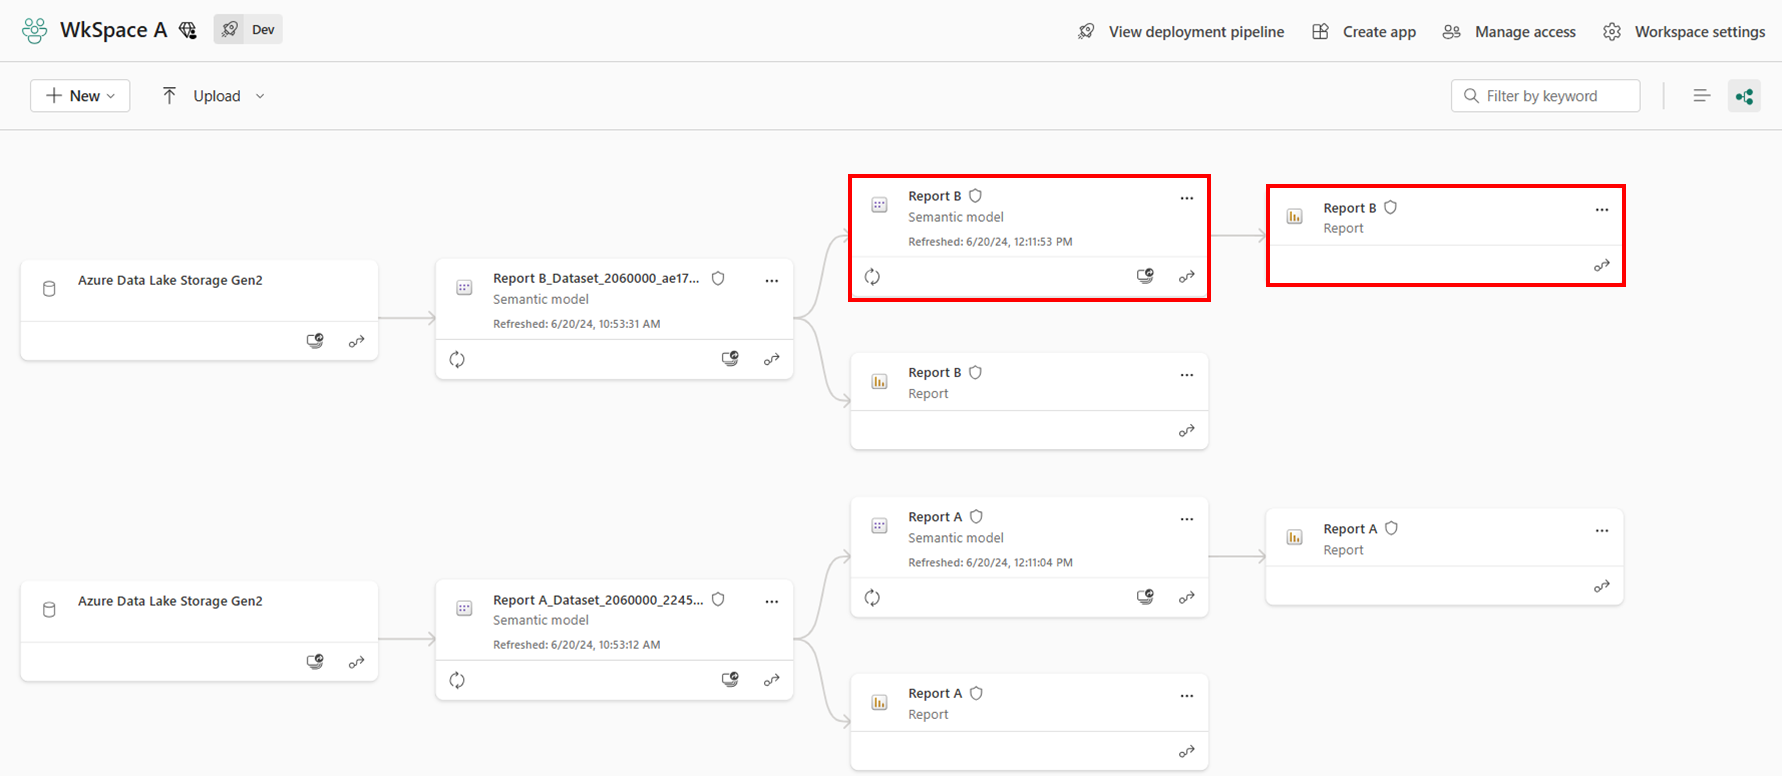 WkSpace A
Dev
View deployment pipeline
Create app
Manage access
Workspace settings
New
Upload
Filter by keyword
Azure Data Lake Storage Gen2
Report B_Dataset_2060000_ae17...
Semantic model
Refreshed: 6/20/24, 10:53:31 AM
Report B
Semantic model
Refreshed: 6/20/24, 12:11:53 PM
Report B
Report
Report B
Report
Azure Data Lake Storage Gen2
Report A_Dataset_2060000_2245...
Semantic model
Refreshed: 6/20/24, 10:53:12 AM
Report A
Semantic model
Refreshed: 6/20/24, 12:11:04 PM
Report A
Report
Report A
Report